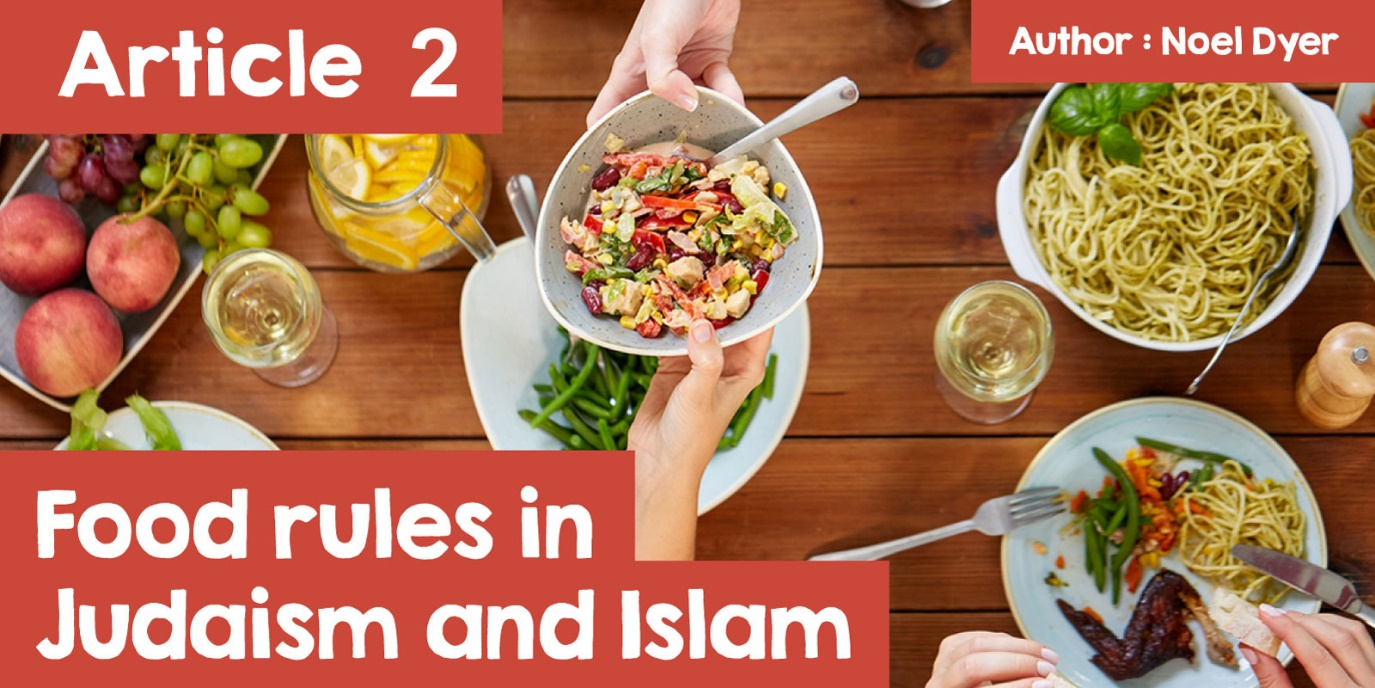 Article 2
Author : Noel Dyer
Food rules in
Judaism and Islam